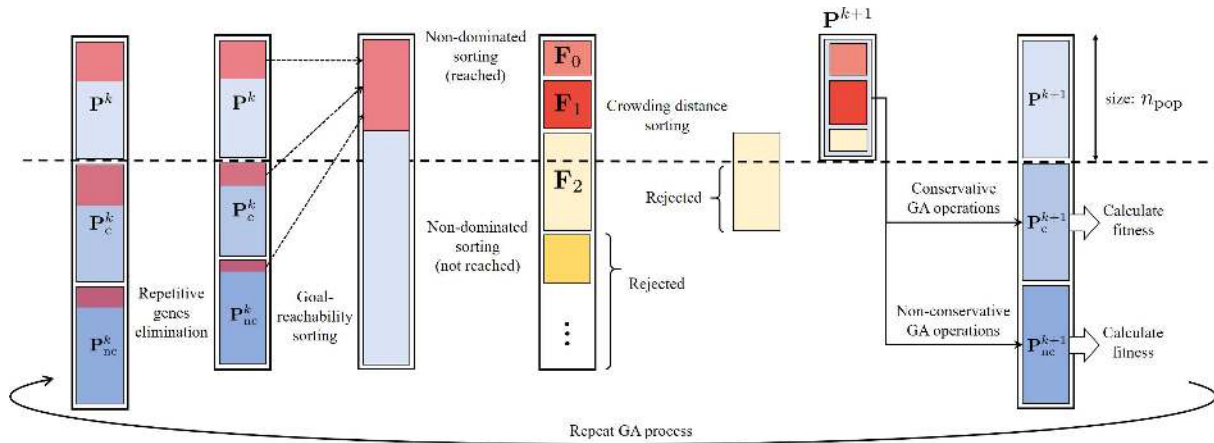 P^k
P_c^k
P_nc^k
Repetitive
genes
elimination
P^k
P_c^k
P_nc^k
Goal-
reachability
sorting
Non-dominated
sorting
(reached)
Non-dominated
sorting
(not reached)
F_0
F_1
F_2
⋮
Crowding distance
sorting
Rejected
Rejected
P^{k+1}
Conservative
GA operations
Non-conservative
GA operations
P^{k+1}
P_c^{k+1}
P_nc^{k+1}
size: n_pop
Calculate
fitness
Calculate
fitness
Repeat GA process